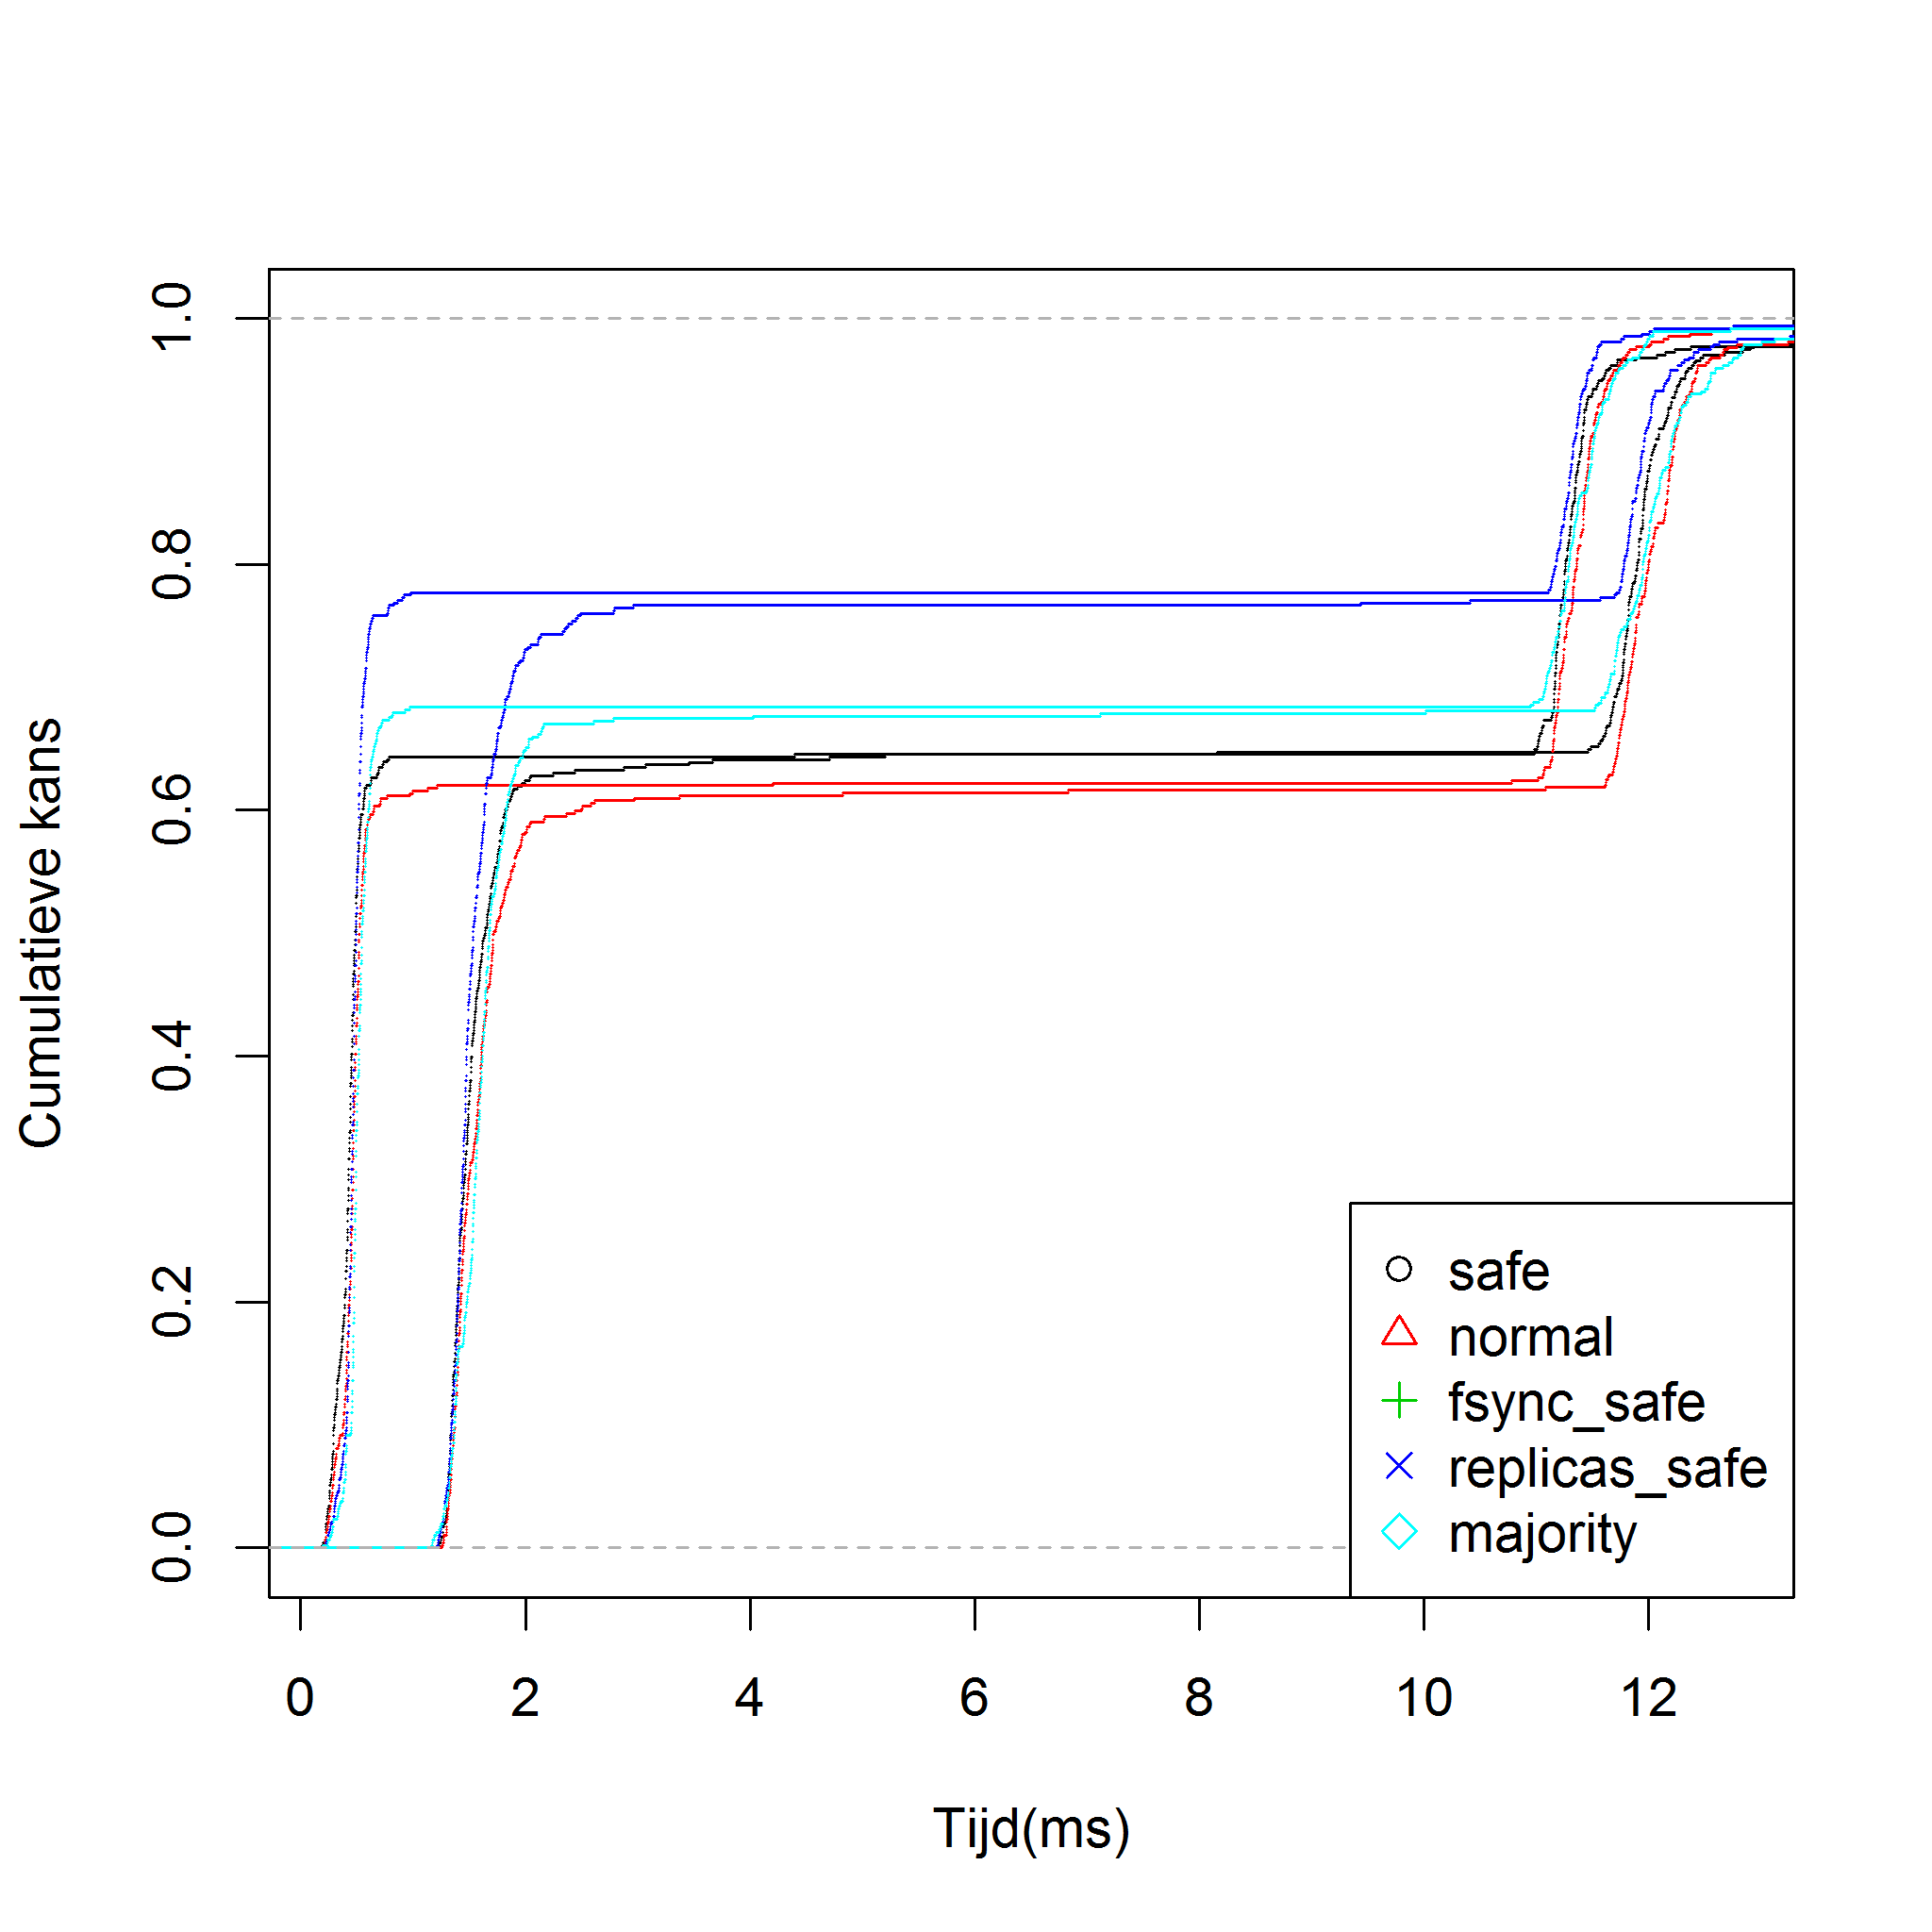 1.0
0.8
0.6
0.4
0.2
0.0
Cumulatieve kans
safe
normal
fsync_safe
replicas_safe
majority
0 2 4 6 8 10 12
Tijd(ms)